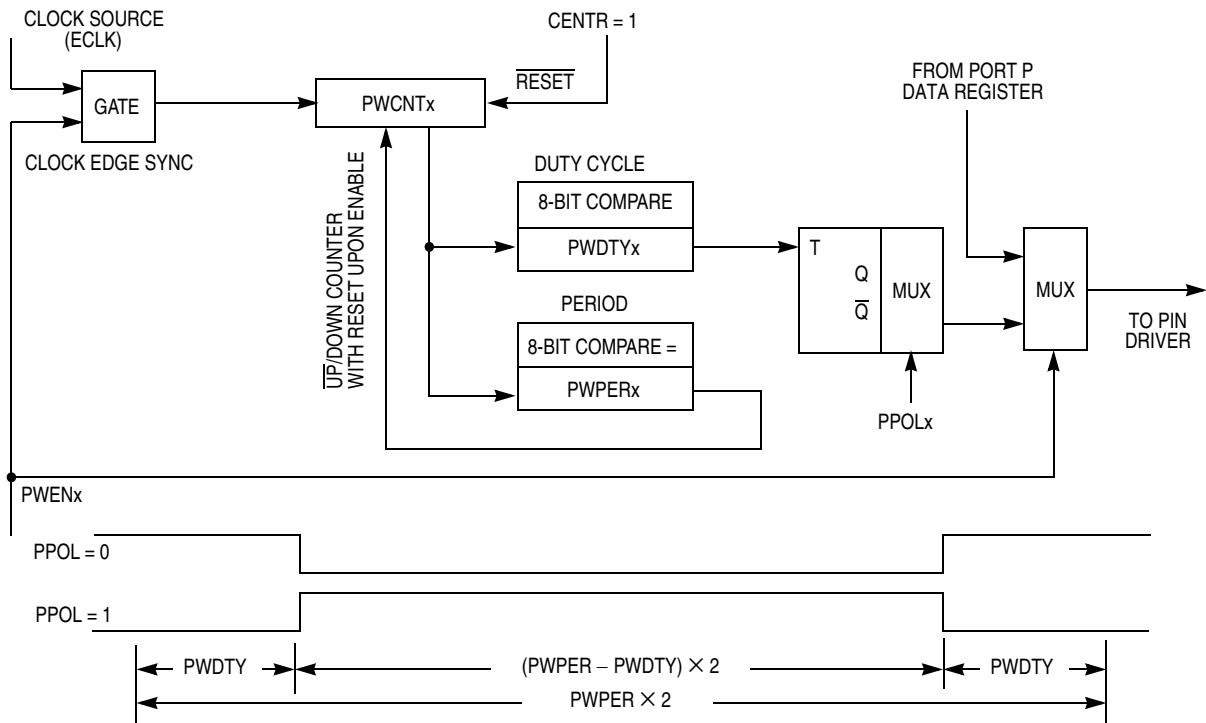 CLOCK SOURCE
(ECLK)
CENTR = 1
RESET
FROM PORT P
DATA REGISTER
GATE
PWCNTx
CLOCK EDGE SYNC
UP/DOWN COUNTER
WITH RESET UPON ENABLE
DUTY CYCLE
8-BIT COMPARE
PWDTYx
PERIOD
8-BIT COMPARE =
PWPERx
T
Q
Q
MUX
MUX
PPOLx
TO PIN
DRIVER
PWENx
PPOL = 0
PPOL = 1
PWDTY
(PWPER – PWDTY) × 2
PWDTY
PWPER × 2